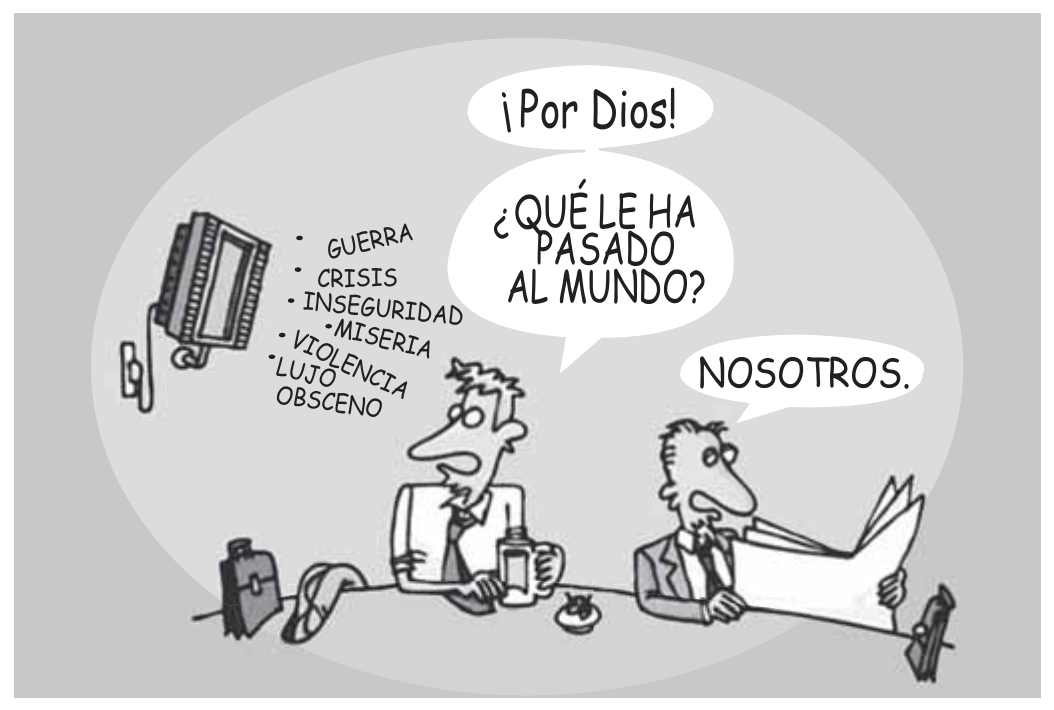 ¡Por Dios!
¿QUÉ LE HA
PASADO
AL MUNDO?
• GUERRA
• CRISIS
• INSEGURIDAD
• MISERIA
• VIOLENCIA
• LUJO
OBSCENO
NOSOTROS.